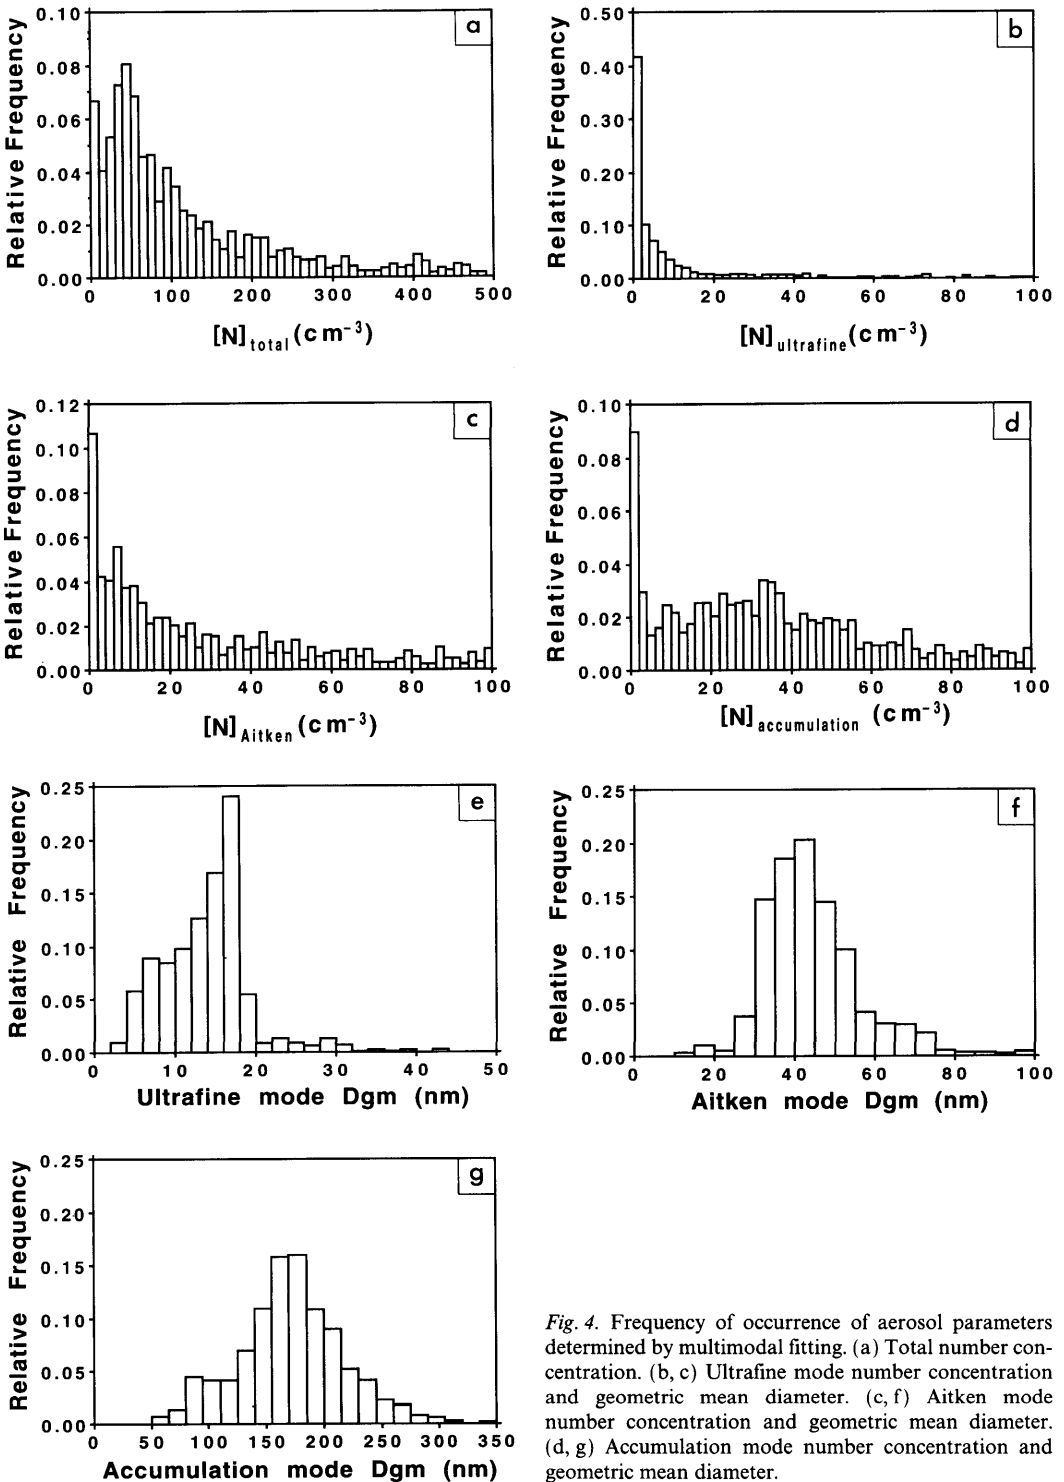 a
Relative Frequency
0.10
0.08
0.06
0.04
0.02
0.00
0 100 200 300 400 500
[N]total (cm−3)
b
Relative Frequency
0.50
0.40
0.30
0.20
0.10
0.00
0 20 40 60 80 100
[N]ultrafine (cm−3)
c
Relative Frequency
0.12
0.10
0.08
0.06
0.04
0.02
0.00
0 20 40 60 80 100
[N]Aitken (cm−3)
d
Relative Frequency
0.10
0.08
0.06
0.04
0.02
0.00
0 20 40 60 80 100
[N]accumulation (cm−3)
e
Relative Frequency
0.25
0.20
0.15
0.10
0.05
0.00
0 10 20 30 40 50
Ultrafine mode Dgm (nm)
f
Relative Frequency
0.25
0.20
0.15
0.10
0.05
0.00
0 20 40 60 80 100
Aitken mode Dgm (nm)
g
Relative Frequency
0.25
0.20
0.15
0.10
0.05
0.00
0 50 100 150 200 250 300 350
Accumulation mode Dgm (nm)
Fig. 4. Frequency of occurrence of aerosol parameters
determined by multimodal fitting. (a) Total number con-
centration. (b, c) Ultrafine mode number concentration
and geometric mean diameter. (c, f) Aitken mode
number concentration and geometric mean diameter.
(d, g) Accumulation mode number concentration and
geometric mean diameter.